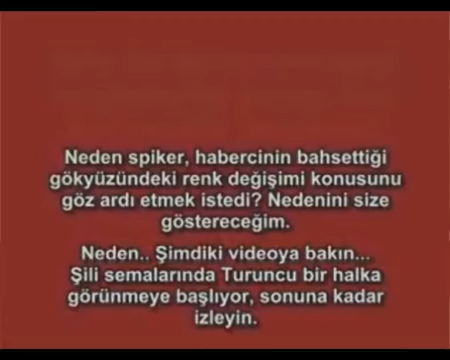 Neden spiker, habercinin bahsettiği
gökyüzündeki renk değişimi konusunu
göz ardı etmek istedi? Nedenini size
göstereceğim.
Neden.. Şimdiki videoya bakın...
Şili semalarında Turuncu bir halka
görünmeye başlıyor, sonuna kadar
izleyin.